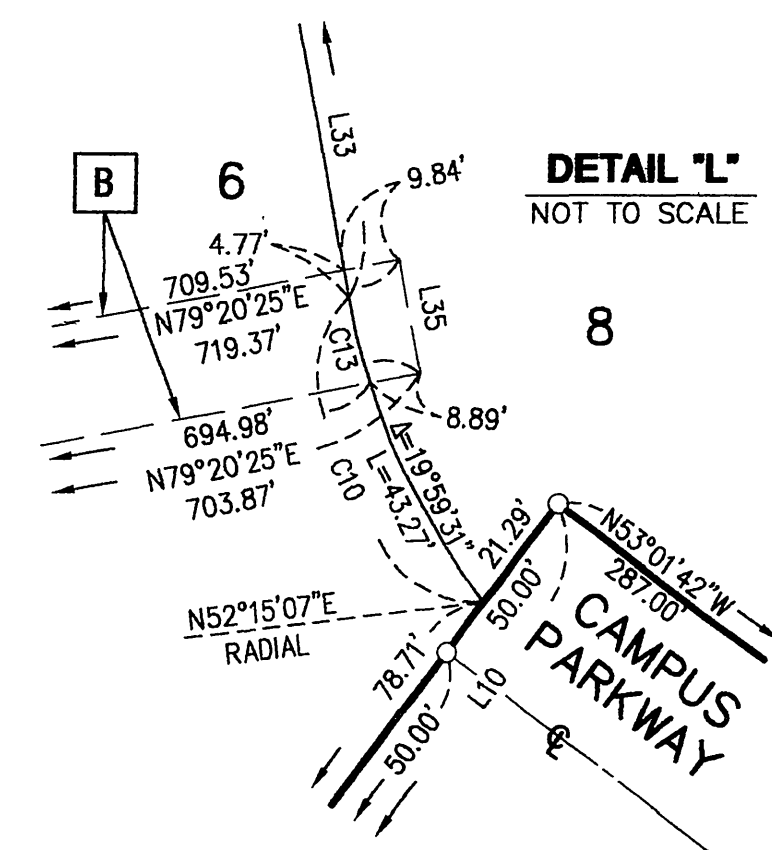 L33
B
6
9.84'
DETAIL "L"
NOT TO SCALE
4.77'
709.53'
N79°20'25"E
719.37'
L35
8
C13
694.98'
8.89'
N79°20'25"E
703.87'
C10
Δ=19°59'31"
L=43.27'
21.29'
N53°01'42"W
287.00'
50.00'
N52°15'07"E
RADIAL
CAMPUS
PARKWAY
78.71'
L10
50.00'
℄